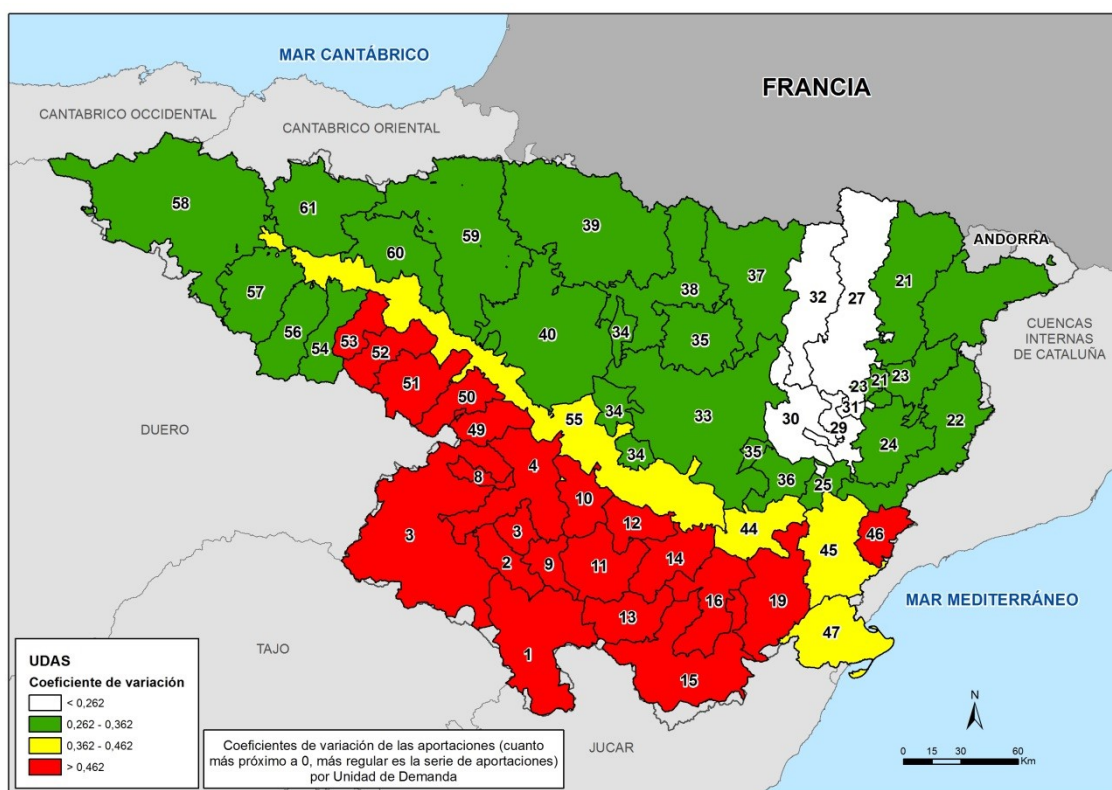 MAR CANTÁBRICO
FRANCIA
CANTABRICO OCCIDENTAL
CANTABRICO ORIENTAL
58
61
59
39
60
38
37
32
27
21
ANDORRA
CUENCAS
INTERNAS
DE CATALUÑA
57
56
54
53
52
51
40
34
35
50
49
55
34
33
30
23
21
23
31
29
22
24
DUERO
8
4
34
35
36
25
3
10
12
44
45
46
3
2
9
11
14
16
19
13
47
MAR MEDITERRÁNEO
TAJO
1
15
JUCAR
UDAS
Coeficiente de variación
< 0,262
0,262 - 0,362
0,362 - 0,462
> 0,462
Coeficientes de variación de las aportaciones (cuanto
más próximo a 0, más regular es la serie de aportaciones)
por Unidad de Demanda
N
0 15 30 60
Km